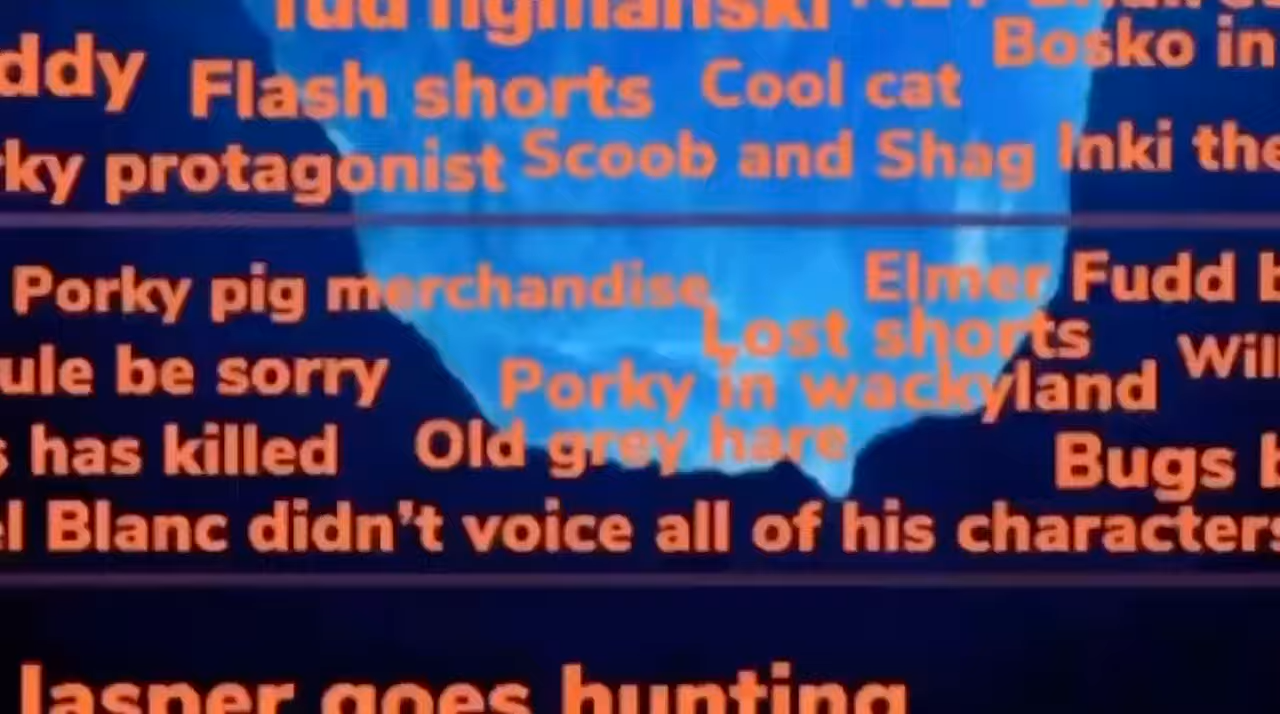 ddy Flash shorts Cool cat Bosko in
ky protagonist Scoob and Shag Inki the
Porky pig merchandise Elmer Fudd b
Lost shorts
ule be sorry Porky in wackyland Will
s has killed Old grey hare Bugs b
el Blanc didn't voice all of his characters
Jasper goes hunting